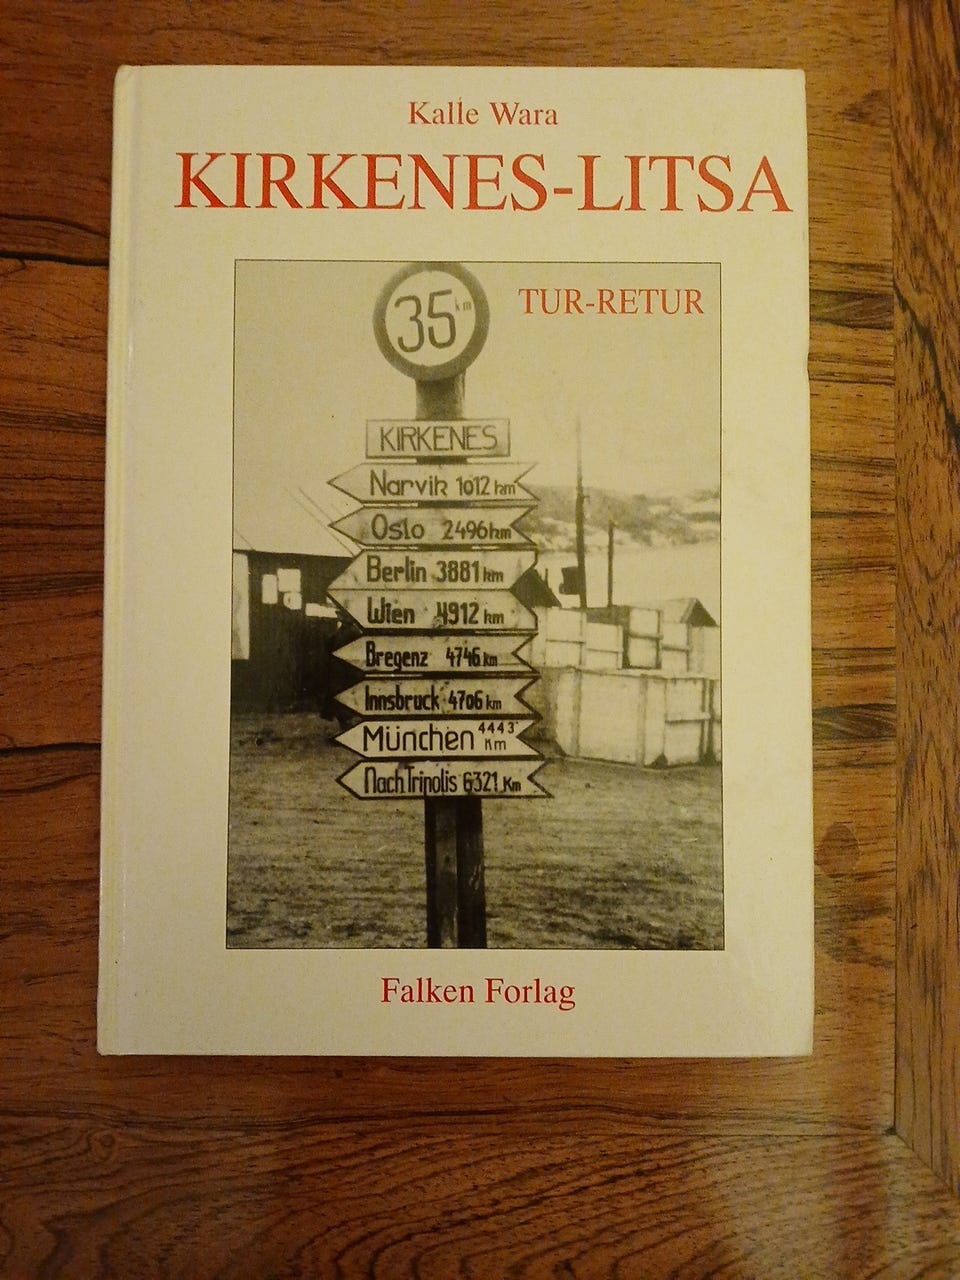 Kalle Wara
KIRKENES-LITSA
TUR-RETUR
35 km
KIRKENES
Narvik 1012 km
Oslo 2496 km
Berlin 3881 km
Wien 4912 km
Bregenz 4746 km
Innsbruck 4706 km
München 4443 Km
Nach Tripolis 6321 Km
Falken Forlag